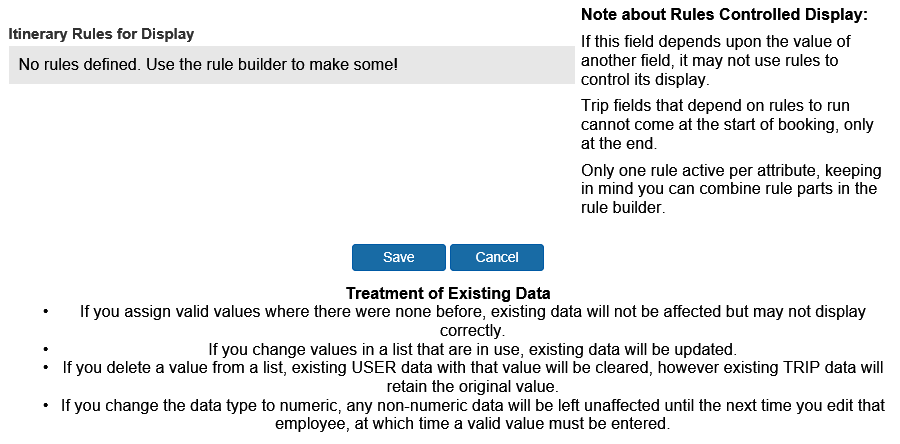 Itinerary Rules for Display
No rules defined. Use the rule builder to make some!
Note about Rules Controlled Display:
If this field depends upon the value of
another field, it may not use rules to
control its display.
Trip fields that depend on rules to run
cannot come at the start of booking, only
at the end.
Only one rule active per attribute, keeping
in mind you can combine rule parts in the
rule builder.
Save Cancel
Treatment of Existing Data
• If you assign valid values where there were none before, existing data will not be affected but may not display
correctly.
• If you change values in a list that are in use, existing data will be updated.
• If you delete a value from a list, existing USER data with that value will be cleared, however existing TRIP data will
retain the original value.
• If you change the data type to numeric, any non-numeric data will be left unaffected until the next time you edit that
employee, at which time a valid value must be entered.